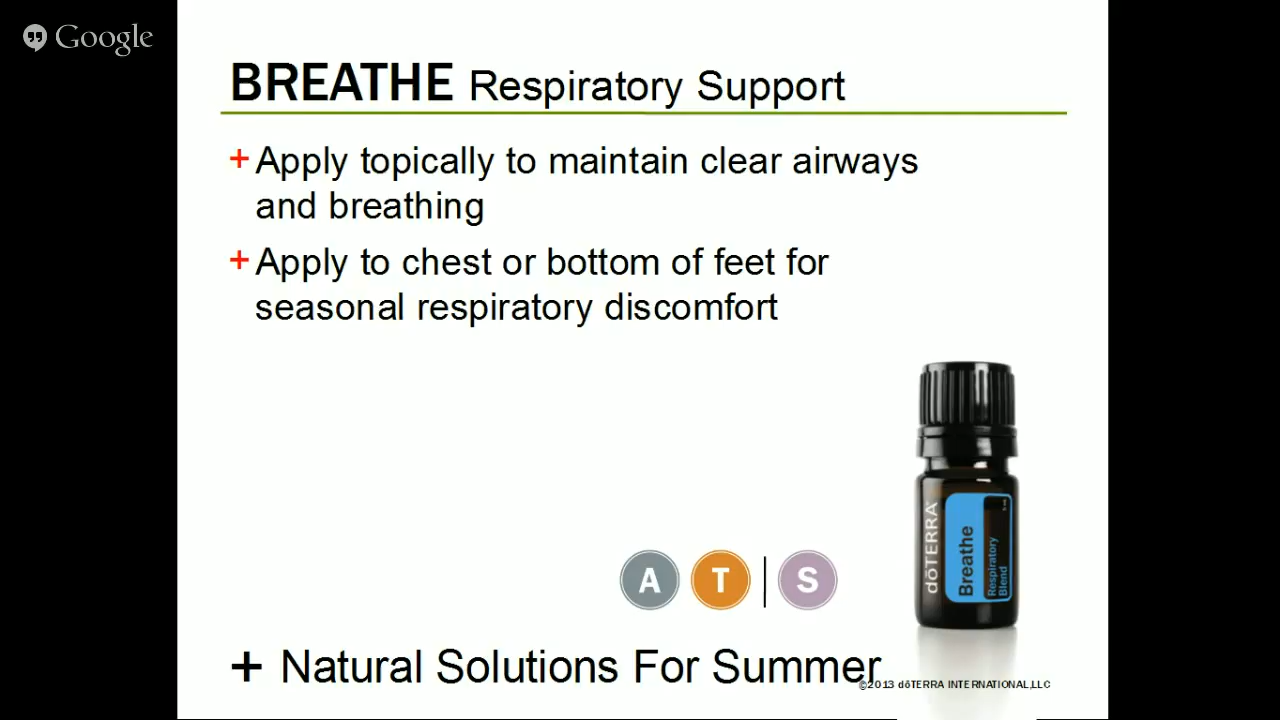 Google
BREATHE Respiratory Support
+ Apply topically to maintain clear airways
and breathing
+ Apply to chest or bottom of feet for
seasonal respiratory discomfort
dōTERRA
Breathe
Respiratory
Blend
A T | S
+ Natural Solutions For Summer
©2013 dōTERRA INTERNATIONAL,LLC